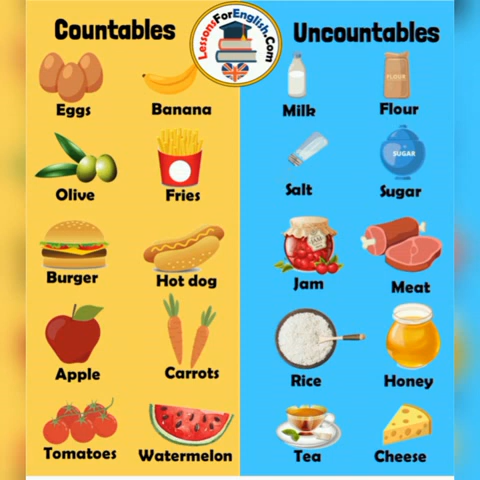 Countables
LessonsForEnglish.Com
Uncountables
Eggs
Banana
Milk
FLOUR
Flour
Olive
Fries
Salt
SUGAR
Sugar
Burger
Hot dog
Jam
Meat
Apple
Carrots
Rice
Honey
Tomatoes
Watermelon
Tea
Cheese